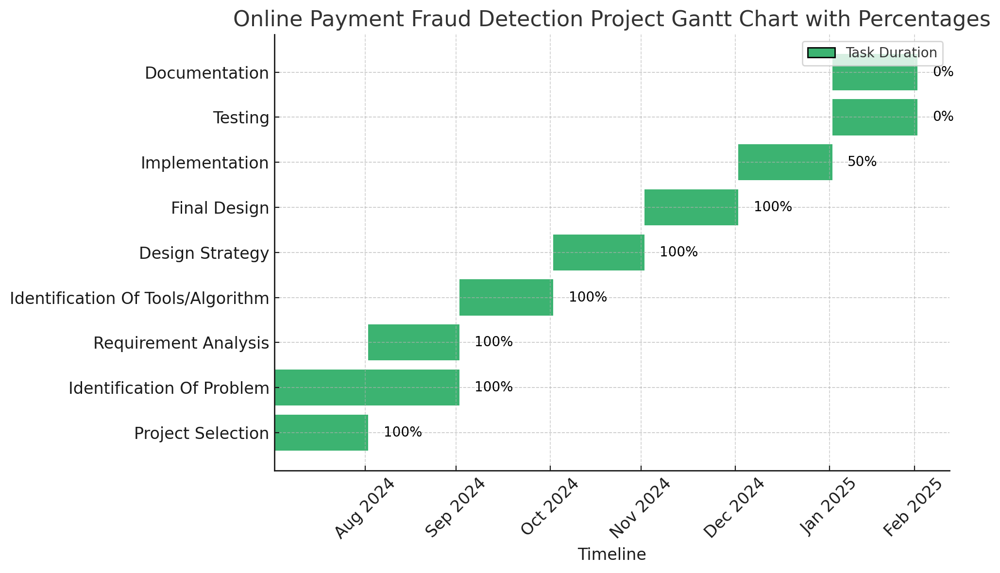 Online Payment Fraud Detection Project Gantt Chart with Percentages
Task Duration
Documentation 0%
Testing 0%
Implementation 50%
Final Design 100%
Design Strategy 100%
Identification Of Tools/Algorithm 100%
Requirement Analysis 100%
Identification Of Problem 100%
Project Selection 100%
Aug 2024 Sep 2024 Oct 2024 Nov 2024 Dec 2024 Jan 2025 Feb 2025
Timeline